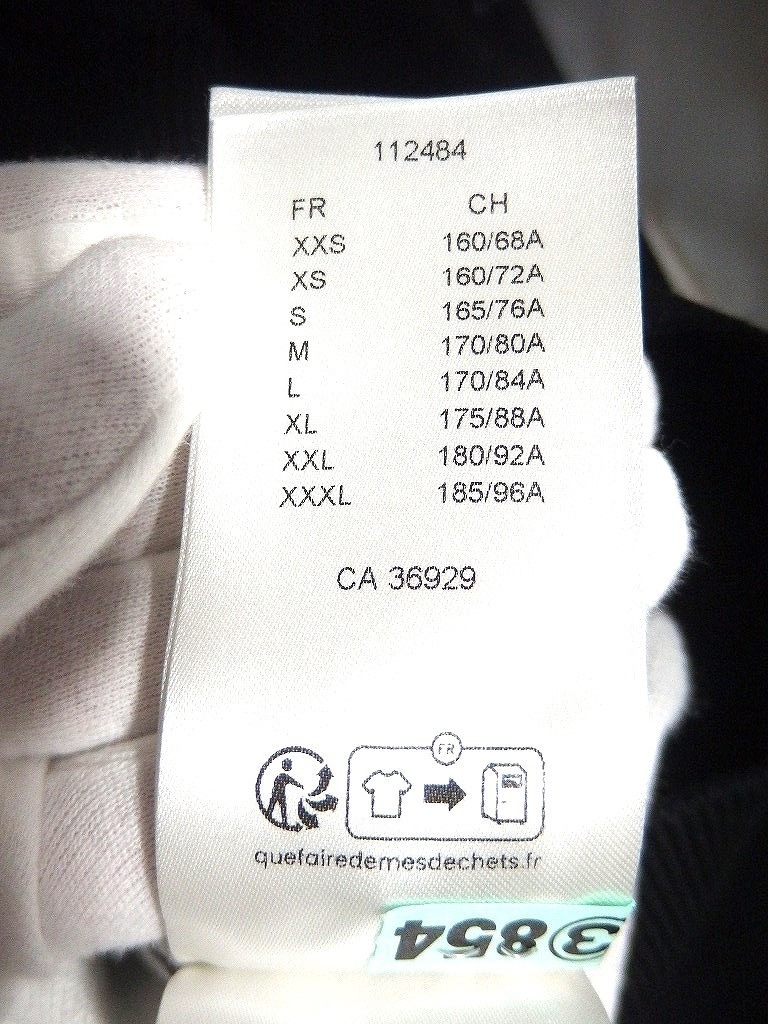 112484
FR CH
XXS 160/68A
XS 160/72A
S 165/76A
M 170/80A
L 170/84A
XL 175/88A
XXL 180/92A
XXXL 185/96A
CA 36929
FR
quefairedemesdechets.fr
③854